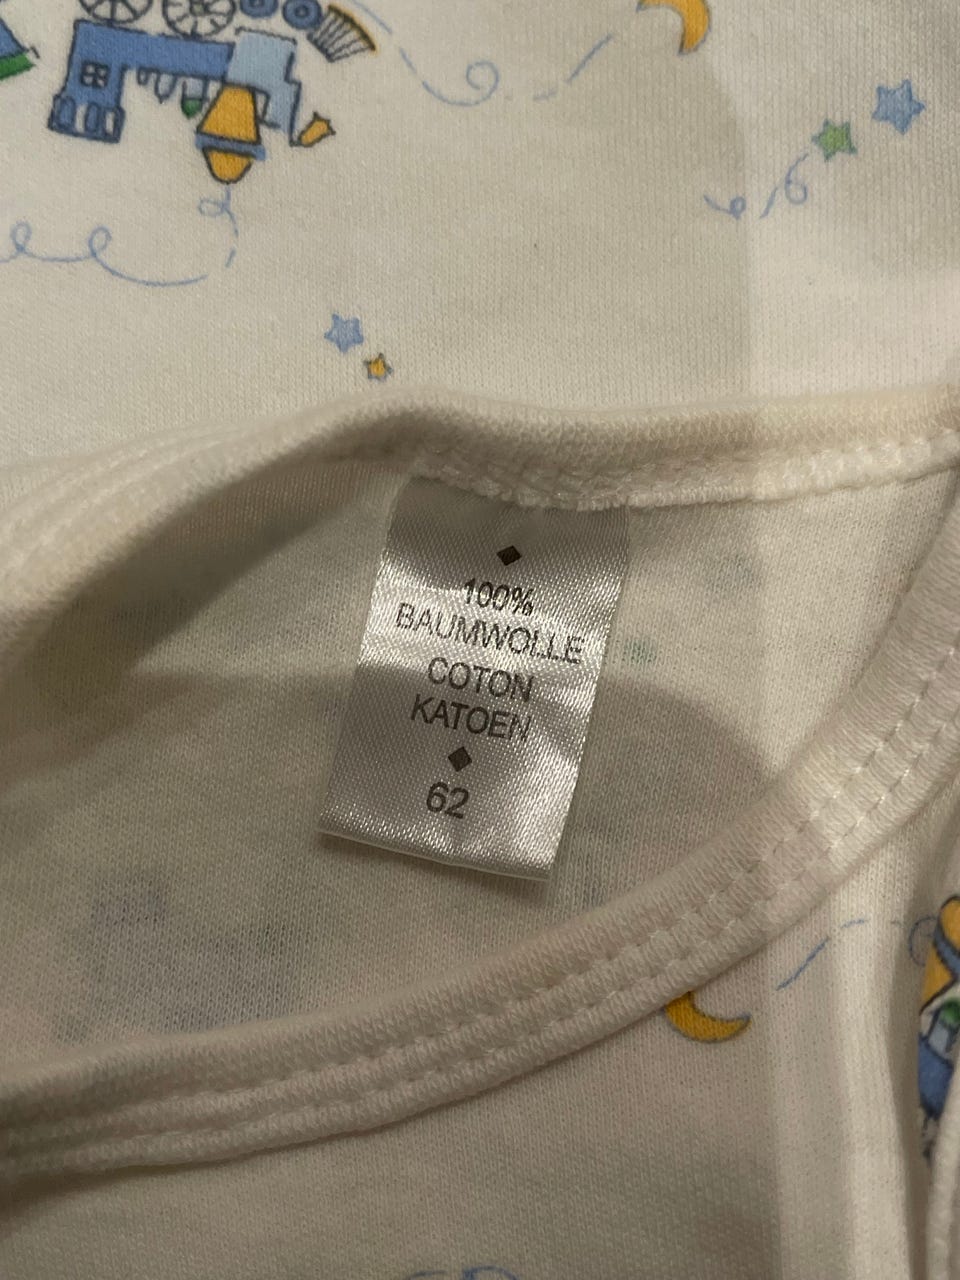 100%
BAUMWOLLE
COTON
KATOEN
62